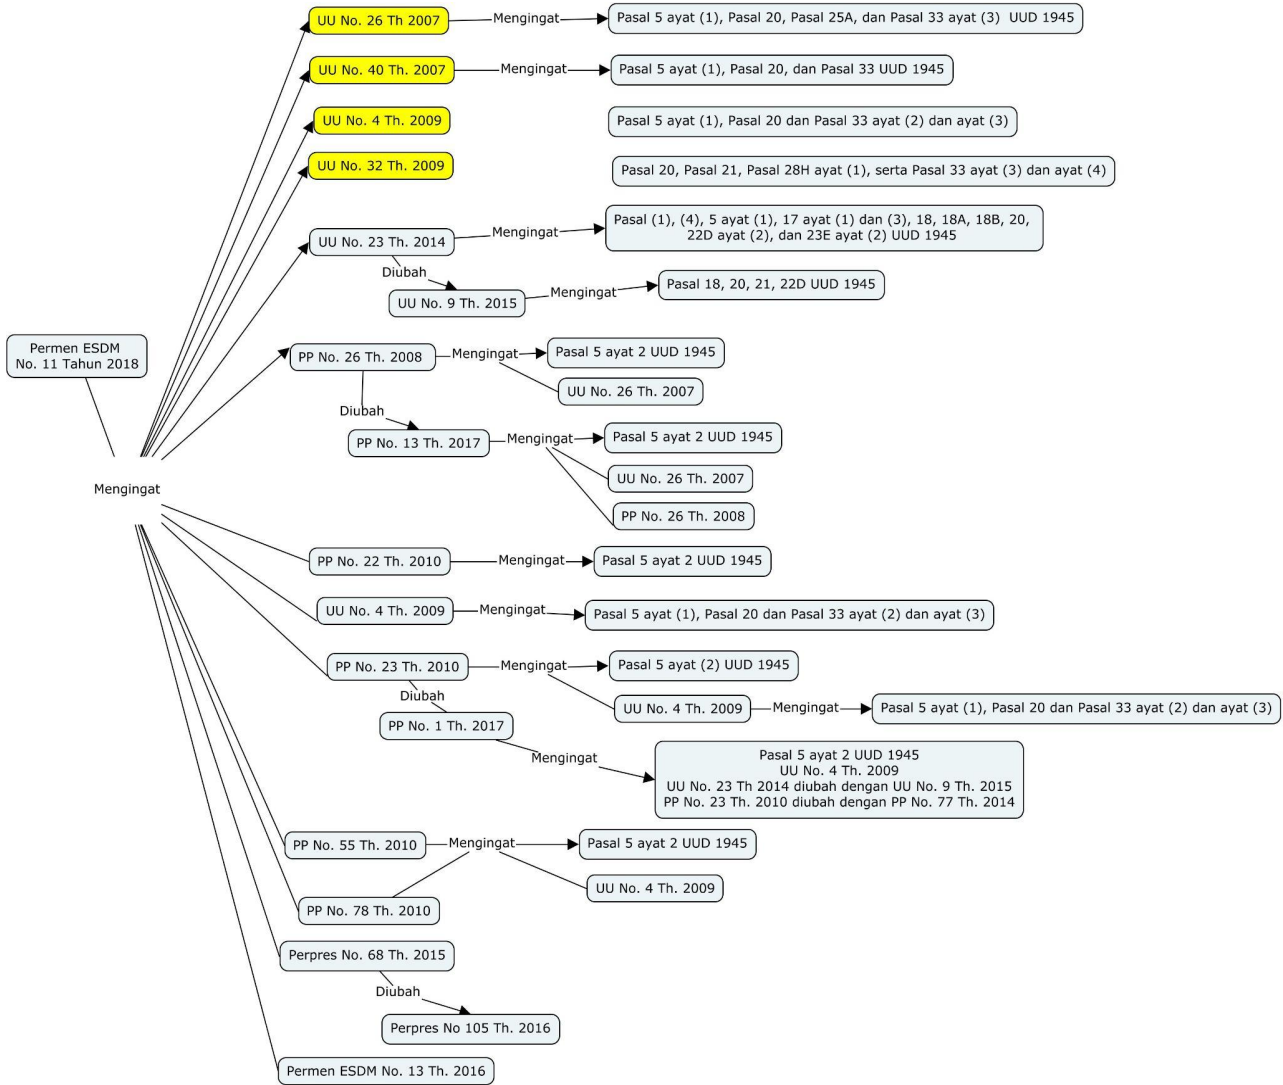 UU No. 26 Th 2007
Mengingat
Pasal 5 ayat (1), Pasal 20, Pasal 25A, dan Pasal 33 ayat (3)  UUD 1945
UU No. 40 Th. 2007
Mengingat
Pasal 5 ayat (1), Pasal 20, dan Pasal 33 UUD 1945
UU No. 4 Th. 2009
Pasal 5 ayat (1), Pasal 20 dan Pasal 33 ayat (2) dan ayat (3)
UU No. 32 Th. 2009
Pasal 20, Pasal 21, Pasal 28H ayat (1), serta Pasal 33 ayat (3) dan ayat (4)
UU No. 23 Th. 2014
Mengingat
Pasal (1), (4), 5 ayat (1), 17 ayat (1) dan (3), 18, 18A, 18B, 20,
22D ayat (2), dan 23E ayat (2) UUD 1945
Diubah
UU No. 9 Th. 2015
Mengingat
Pasal 18, 20, 21, 22D UUD 1945
Permen ESDM
No. 11 Tahun 2018
PP No. 26 Th. 2008
Mengingat
Pasal 5 ayat 2 UUD 1945
UU No. 26 Th. 2007
Diubah
PP No. 13 Th. 2017
Mengingat
Pasal 5 ayat 2 UUD 1945
UU No. 26 Th. 2007
PP No. 26 Th. 2008
Mengingat
PP No. 22 Th. 2010
Mengingat
Pasal 5 ayat 2 UUD 1945
UU No. 4 Th. 2009
Mengingat
Pasal 5 ayat (1), Pasal 20 dan Pasal 33 ayat (2) dan ayat (3)
PP No. 23 Th. 2010
Mengingat
Pasal 5 ayat (2) UUD 1945
UU No. 4 Th. 2009
Mengingat
Pasal 5 ayat (1), Pasal 20 dan Pasal 33 ayat (2) dan ayat (3)
Diubah
PP No. 1 Th. 2017
Mengingat
Pasal 5 ayat 2 UUD 1945
UU No. 4 Th. 2009
UU No. 23 Th 2014 diubah dengan UU No. 9 Th. 2015
PP No. 23 Th. 2010 diubah dengan PP No. 77 Th. 2014
PP No. 55 Th. 2010
Mengingat
Pasal 5 ayat 2 UUD 1945
UU No. 4 Th. 2009
PP No. 78 Th. 2010
Perpres No. 68 Th. 2015
Diubah
Perpres No 105 Th. 2016
Permen ESDM No. 13 Th. 2016